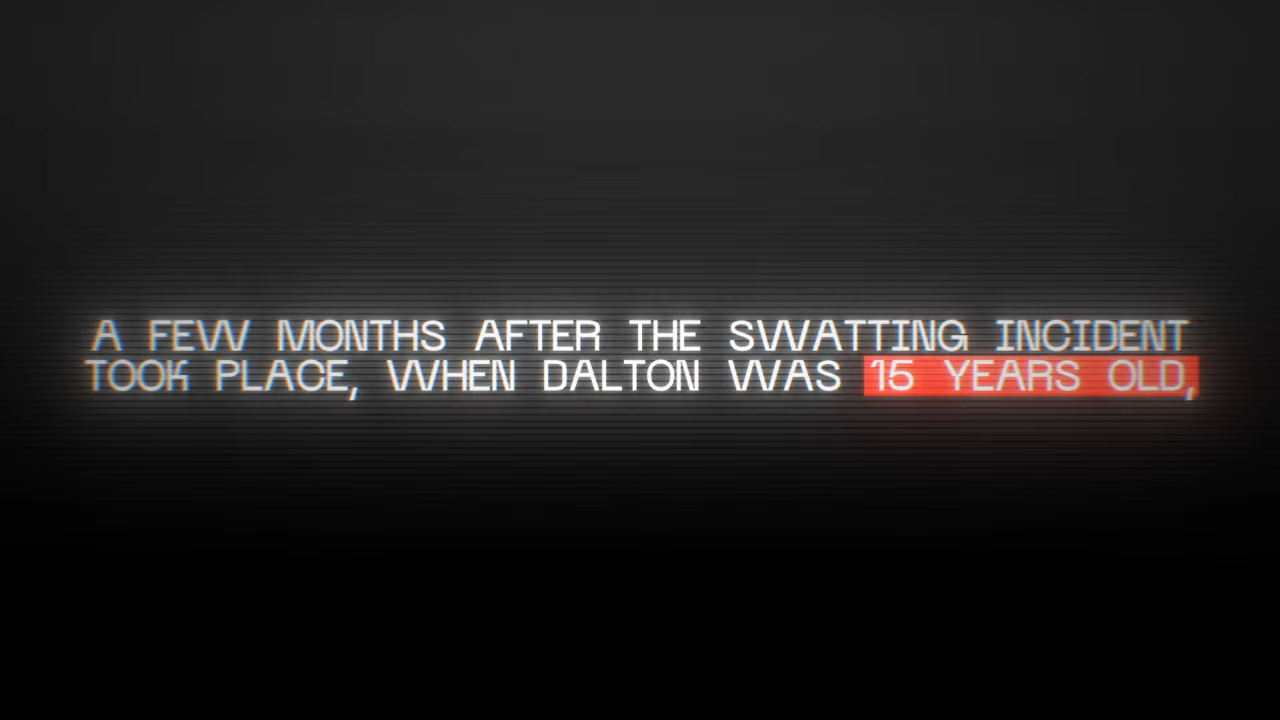 A FEW MONTHS AFTER THE SWATTING INCIDENT
TOOK PLACE, WHEN DALTON WAS 15 YEARS OLD,